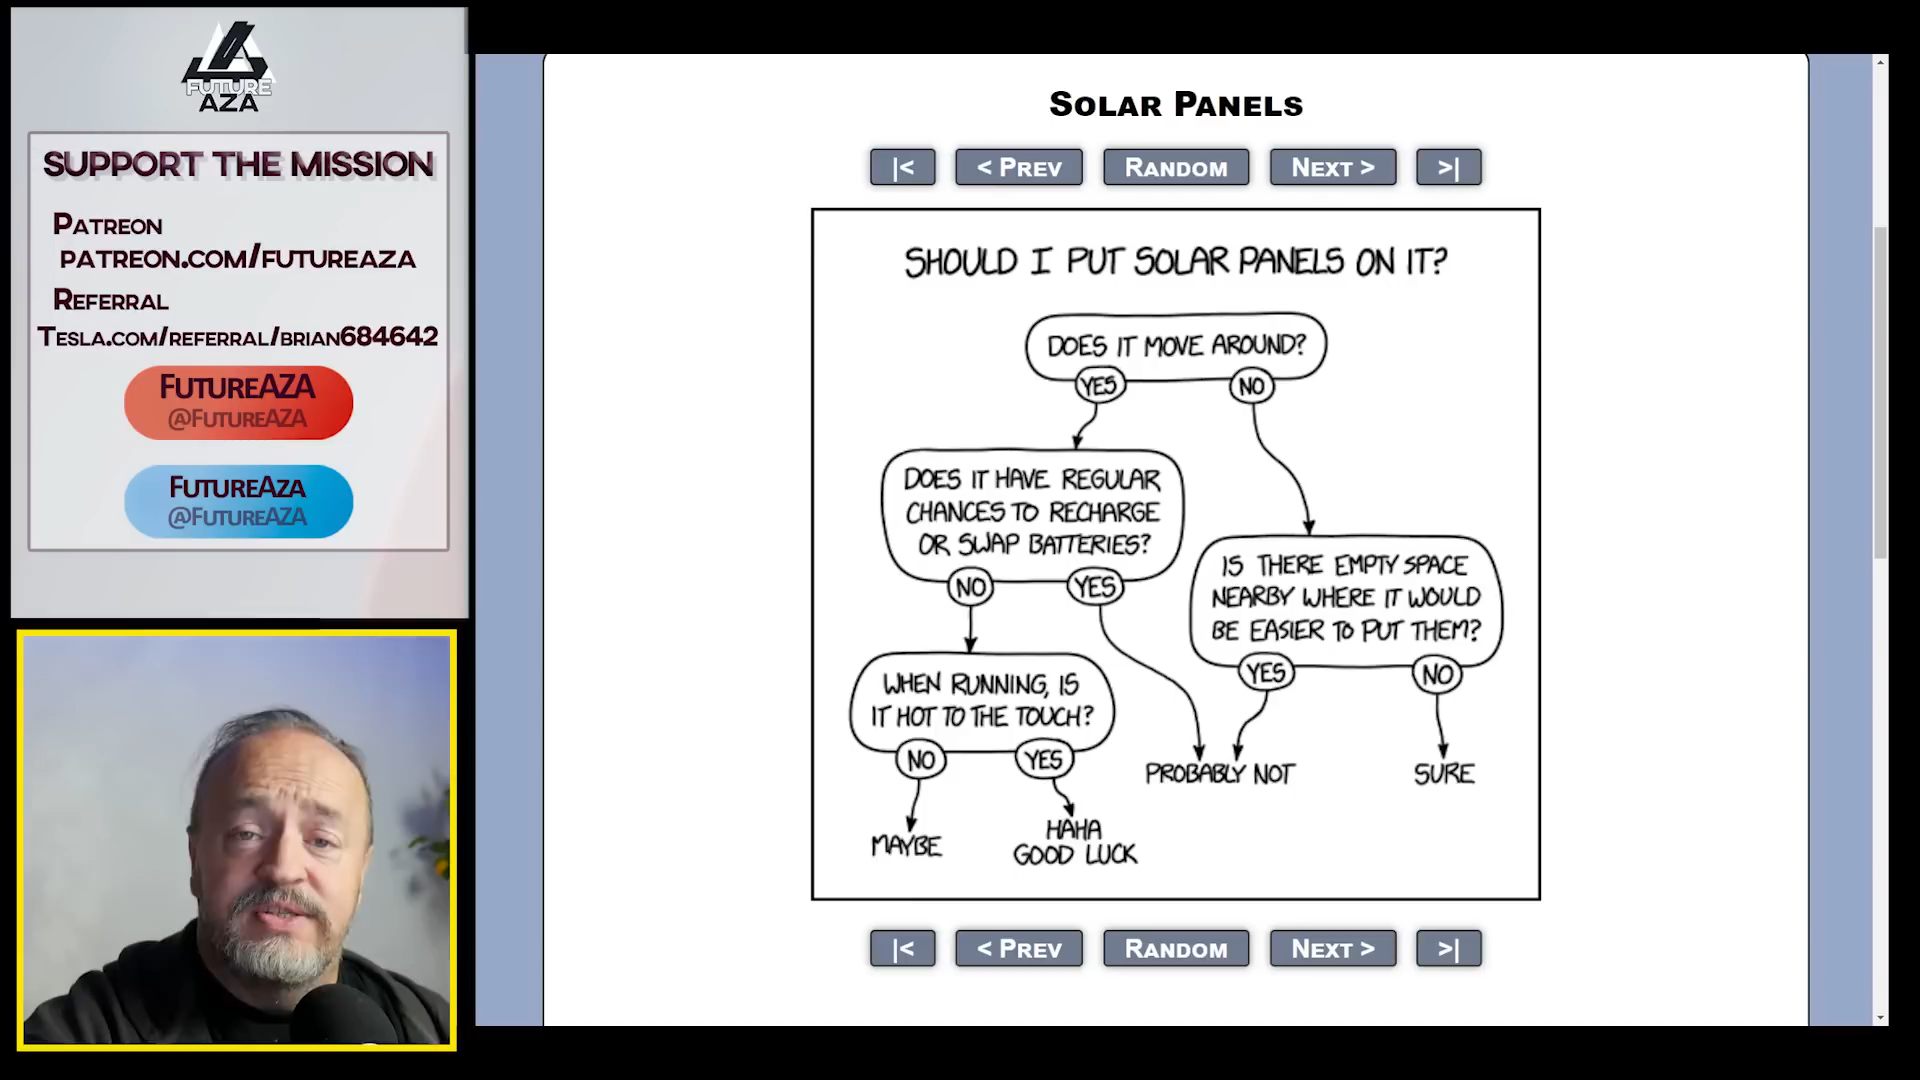 FUTURE
AZA
SUPPORT THE MISSION
PATREON
PATREON.COM/FUTUREAZA
REFERRAL
TESLA.COM/REFERRAL/BRIAN684642
FUTUREAZA
@FUTUREAZA
FUTUREAZA
@FUTUREAZA
SOLAR PANELS
|<
< PREV
RANDOM
NEXT >
>|
SHOULD I PUT SOLAR PANELS ON IT?
DOES IT MOVE AROUND?
YES
NO
DOES IT HAVE REGULAR
CHANCES TO RECHARGE
OR SWAP BATTERIES?
NO
YES
IS THERE EMPTY SPACE
NEARBY WHERE IT WOULD
BE EASIER TO PUT THEM?
YES
NO
WHEN RUNNING, IS
IT HOT TO THE TOUCH?
NO
YES
PROBABLY NOT
SURE
MAYBE
HAHA
GOOD LUCK
|<
< PREV
RANDOM
NEXT >
>|